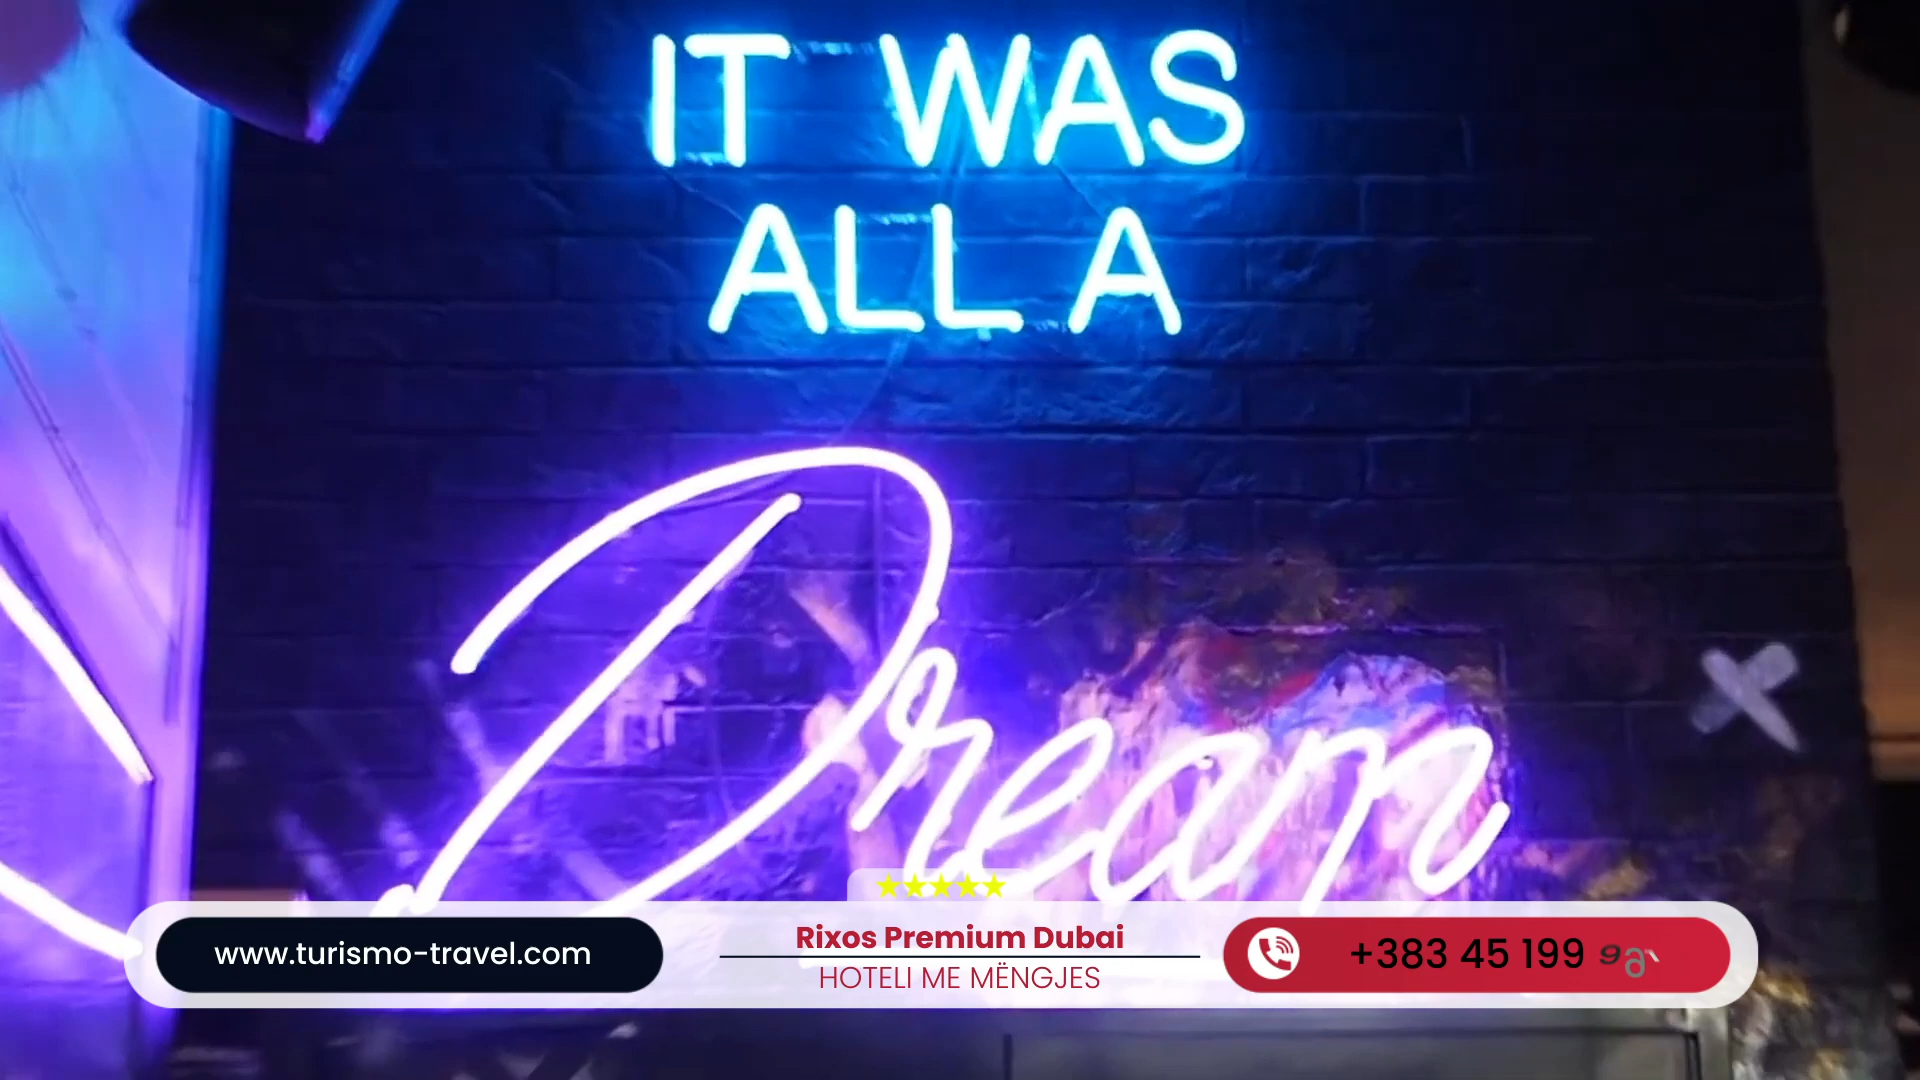 IT WAS
ALL A
Dream
www.turismo-travel.com
Rixos Premium Dubai
HOTELI ME MËNGJES
+383 45 199